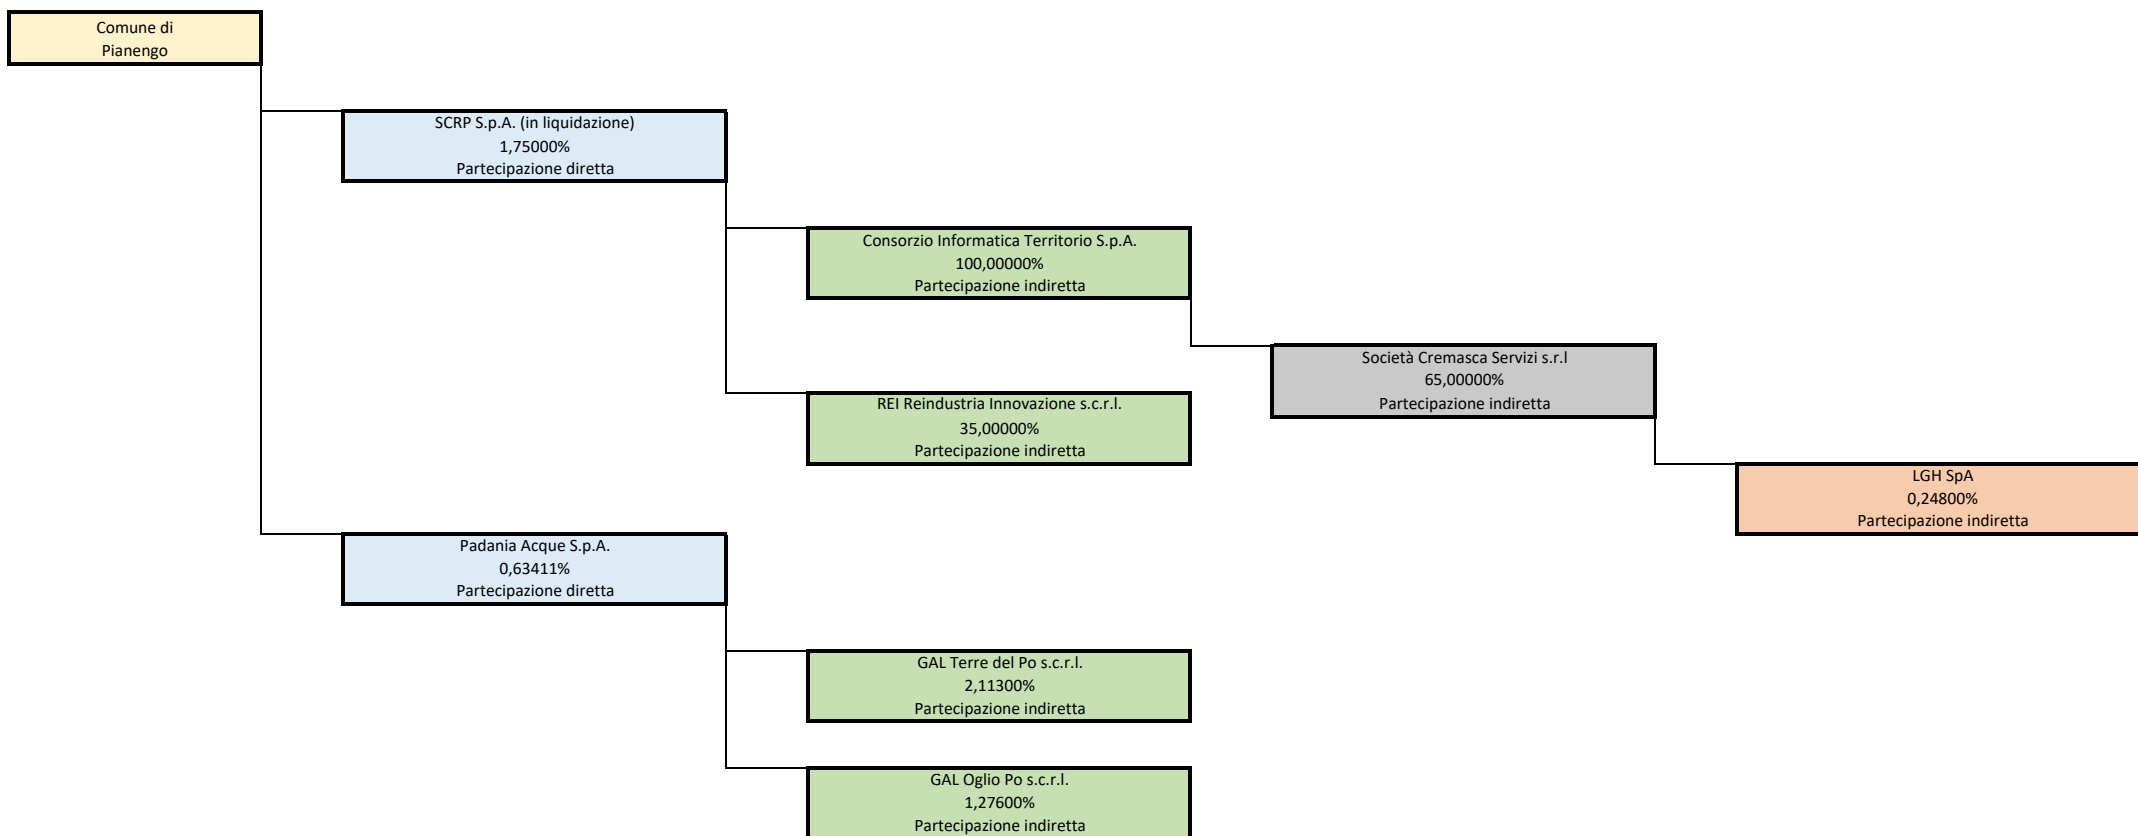 Comune di
Pianengo
SCRP S.p.A. (in liquidazione)
1,75000%
Partecipazione diretta
Consorzio Informatica Territorio S.p.A.
100,00000%
Partecipazione indiretta
Società Cremasca Servizi s.r.l
65,00000%
Partecipazione indiretta
REI Reindustria Innovazione s.c.r.l.
35,00000%
Partecipazione indiretta
LGH SpA
0,24800%
Partecipazione indiretta
Padania Acque S.p.A.
0,63411%
Partecipazione diretta
GAL Terre del Po s.c.r.l.
2,11300%
Partecipazione indiretta
GAL Oglio Po s.c.r.l.
1,27600%
Partecipazione indiretta